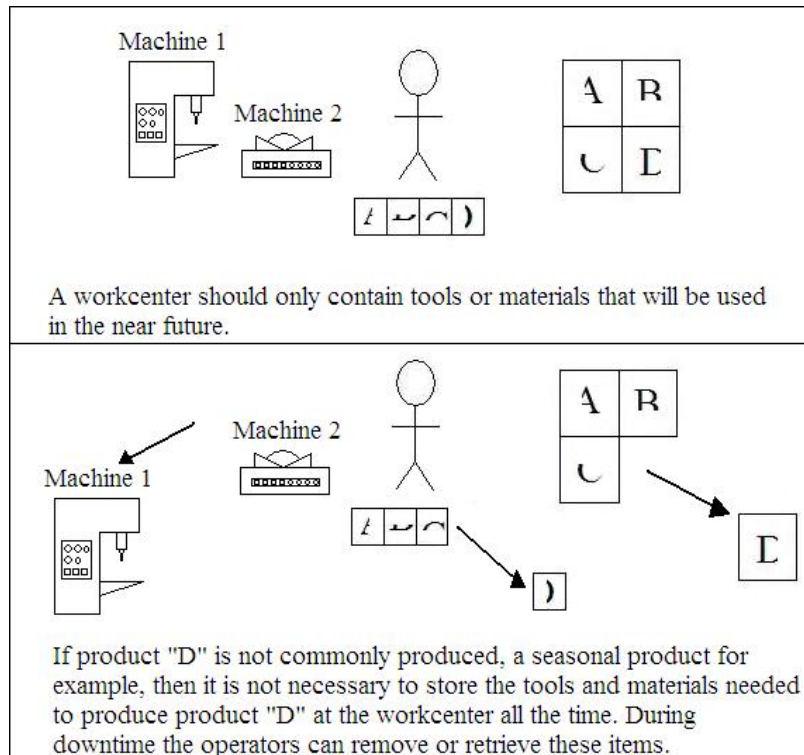 Machine 1
Machine 2
A workcenter should only contain tools or materials that will be used
in the near future.
Machine 2
Machine 1
If product "D" is not commonly produced, a seasonal product for
example, then it is not necessary to store the tools and materials needed
to produce product "D" at the workcenter all the time. During
downtime the operators can remove or retrieve these items.